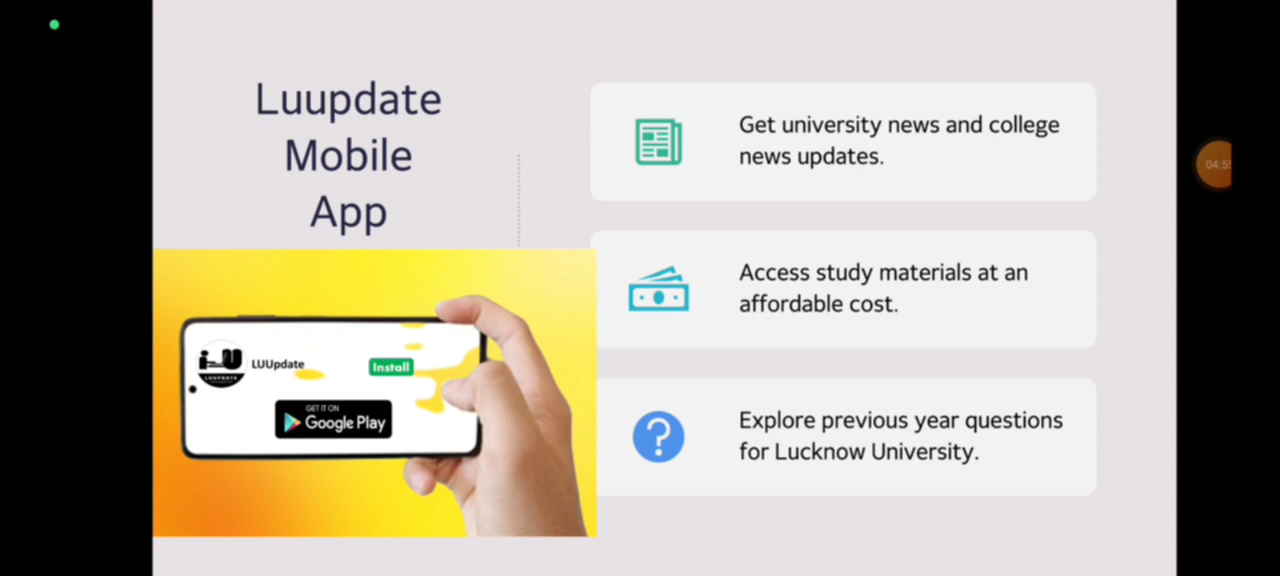 Luupdate
Mobile
App
Get university news and college
news updates.
Access study materials at an
affordable cost.
Explore previous year questions
for Lucknow University.
LUUPDATE
LUUpdate
Install
GET IT ON
Google Play